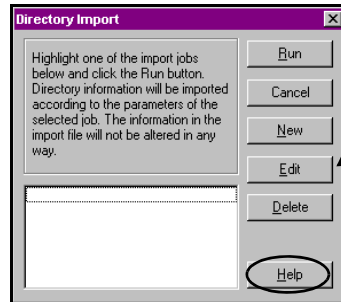 Directory Import
Highlight one of the import jobs
below and click the Run button.
Directory information will be imported
according to the parameters of the
selected job. The information in the
import file will not be altered in any
way.
Run
Cancel
New
Edit
Delete
Help